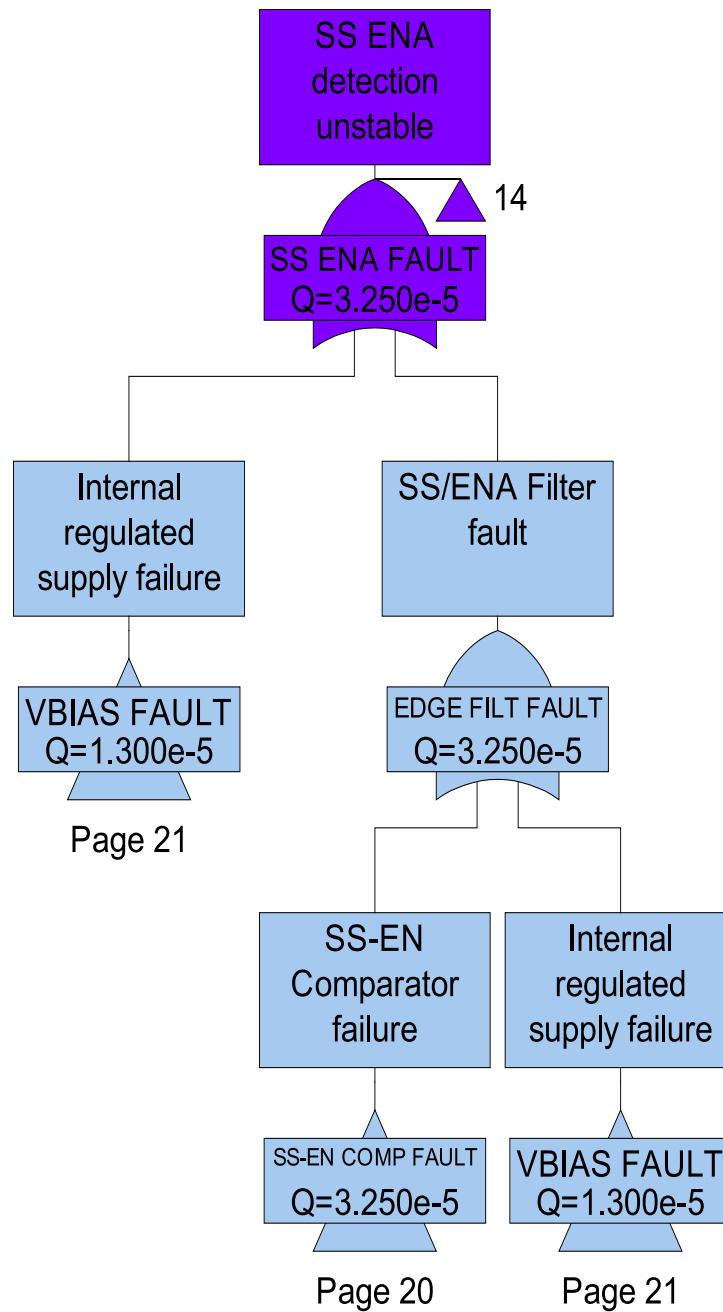 SS ENA
detection
unstable
14
SS ENA FAULT
Q=3.250e-5
Internal
regulated
supply failure
SS/ENA Filter
fault
VBIAS FAULT
Q=1.300e-5
Page 21
EDGE FILT FAULT
Q=3.250e-5
SS-EN
Comparator
failure
Internal
regulated
supply failure
SS-EN COMP FAULT
Q=3.250e-5
Page 20
VBIAS FAULT
Q=1.300e-5
Page 21